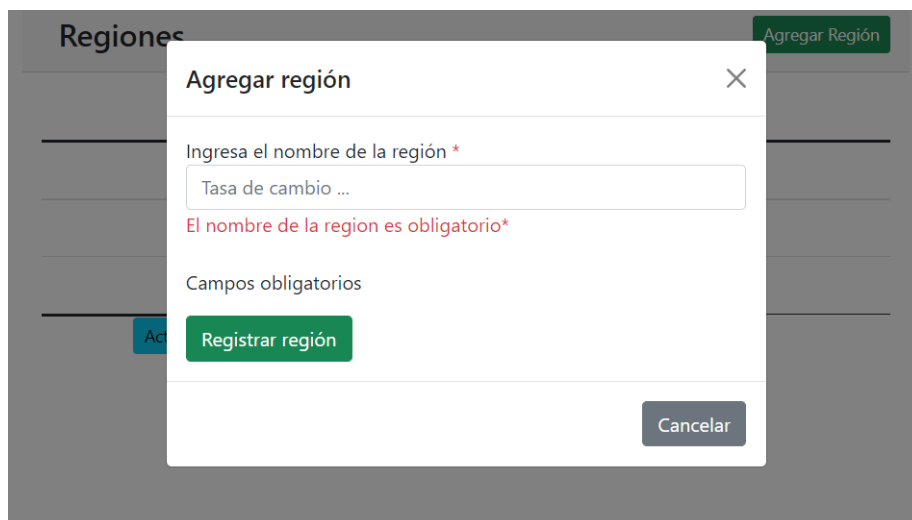 Regiones
Agregar Región
Agregar región
Ingresa el nombre de la región *
Tasa de cambio ...
El nombre de la region es obligatorio*
Campos obligatorios
Act
Registrar región
Cancelar